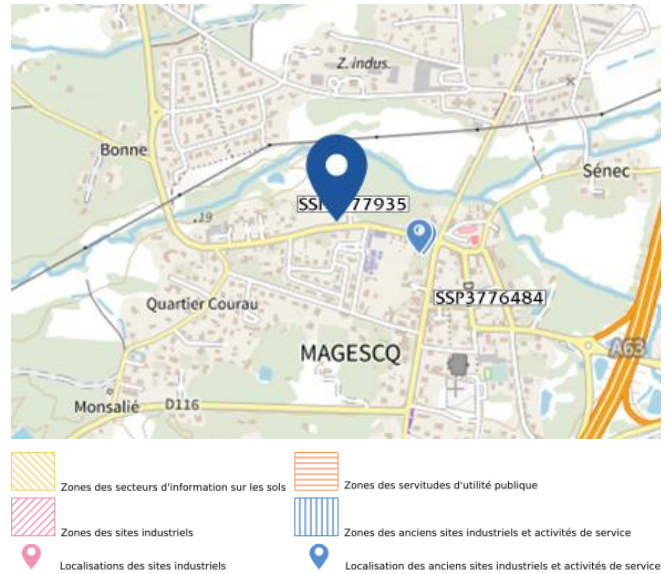 Z. indus.
Bonne
Sénec
19
Quartier Courau
SSP3776484
MAGESCQ
A63
Monsalié
D116
Zones des secteurs d'information sur les sols
Zones des servitudes d'utilité publique
Zones des sites industriels
Zones des anciens sites industriels et activités de service
Localisations des sites industriels
Localisation des anciens sites industriels et activités de service